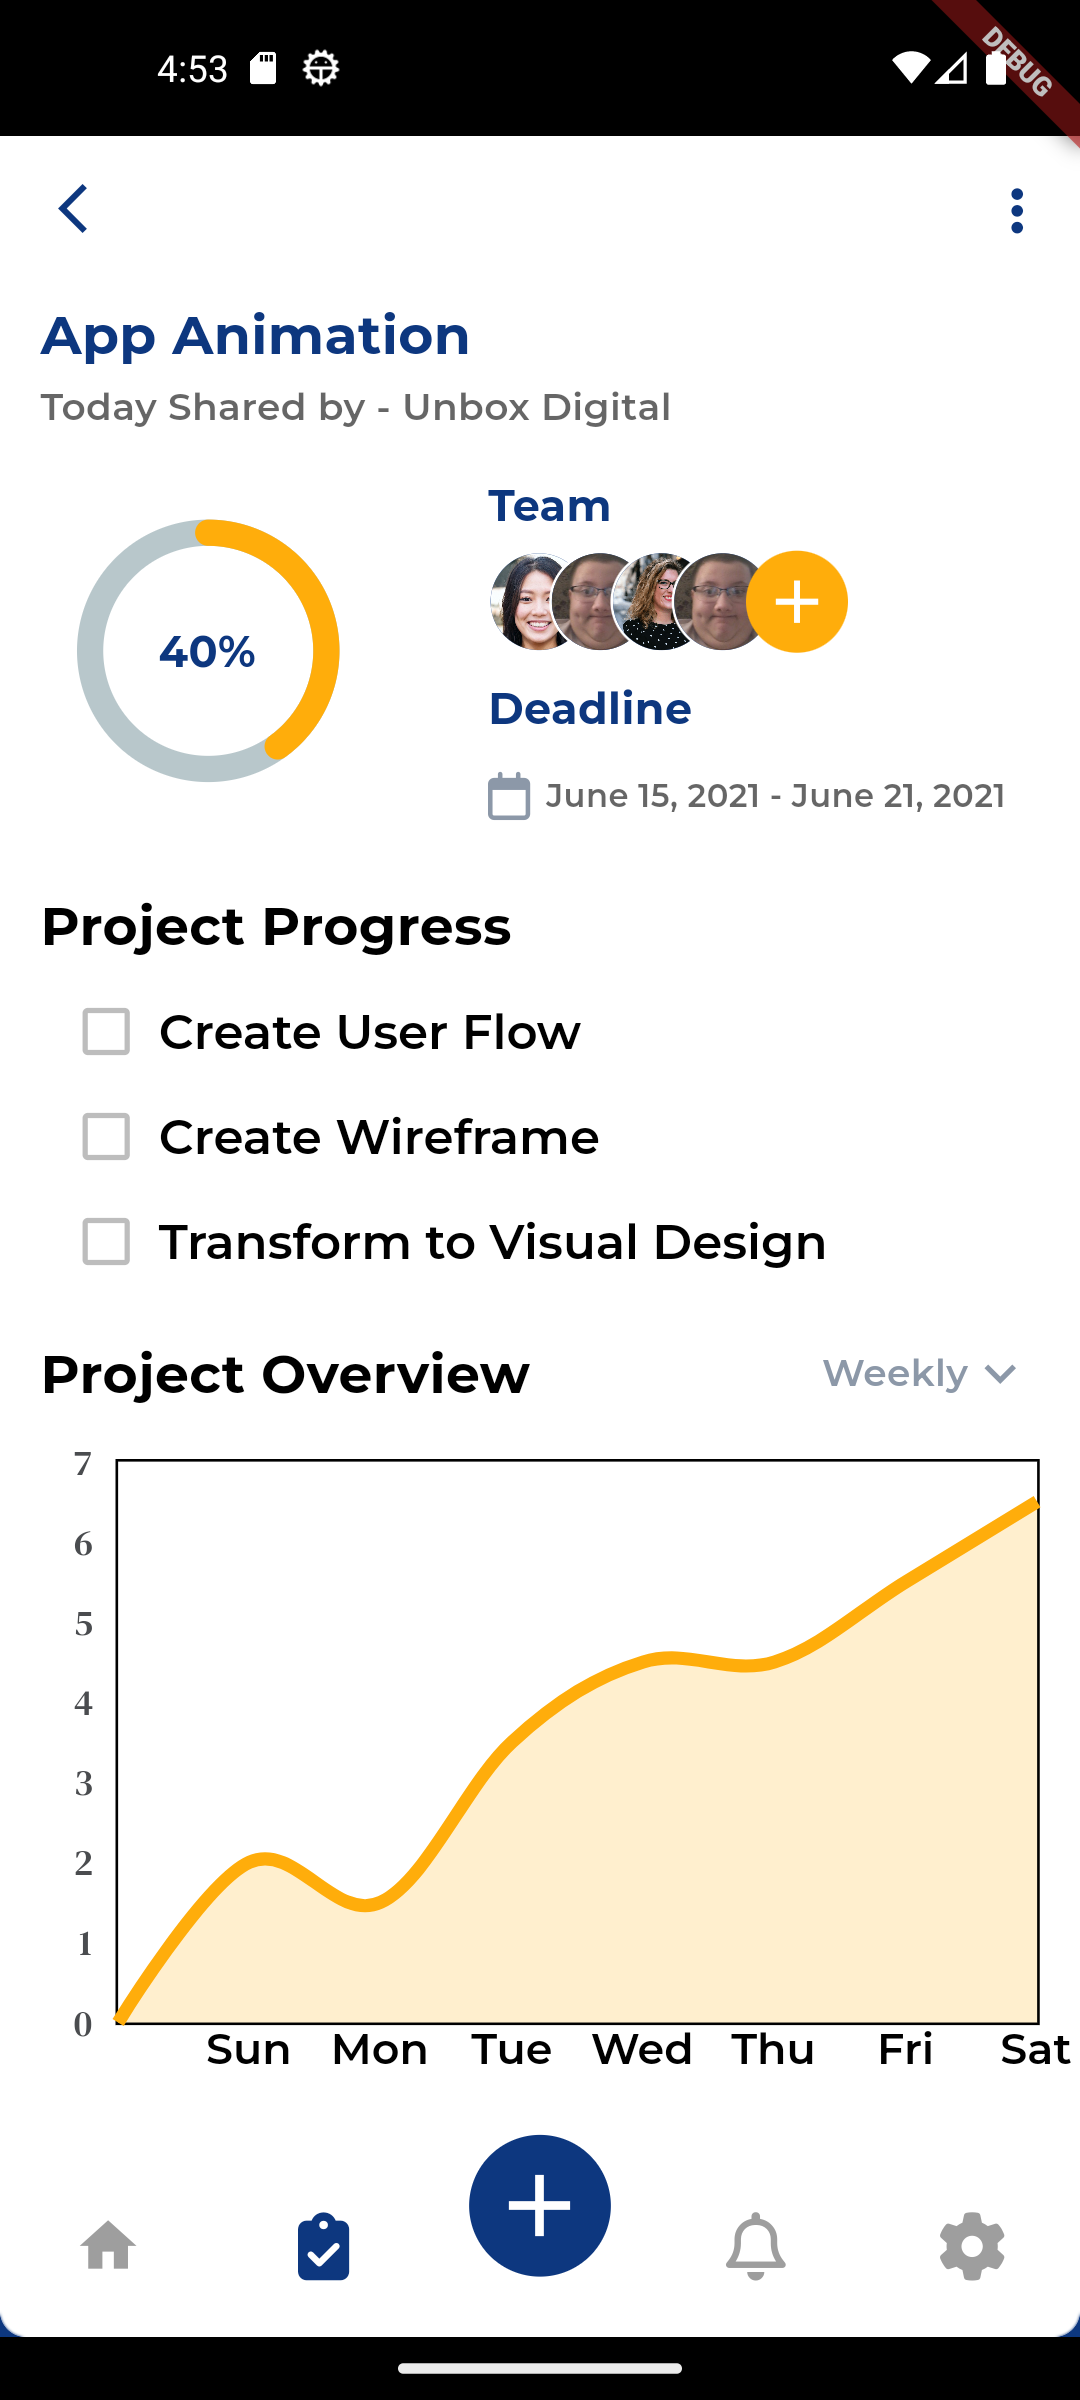 4:53
DEBUG
App Animation
Today Shared by - Unbox Digital
Team
40%
Deadline
June 15, 2021 - June 21, 2021
Project Progress
Create User Flow
Create Wireframe
Transform to Visual Design
Project Overview
Weekly
7
6
5
4
3
2
1
0
Sun Mon Tue Wed Thu Fri Sat